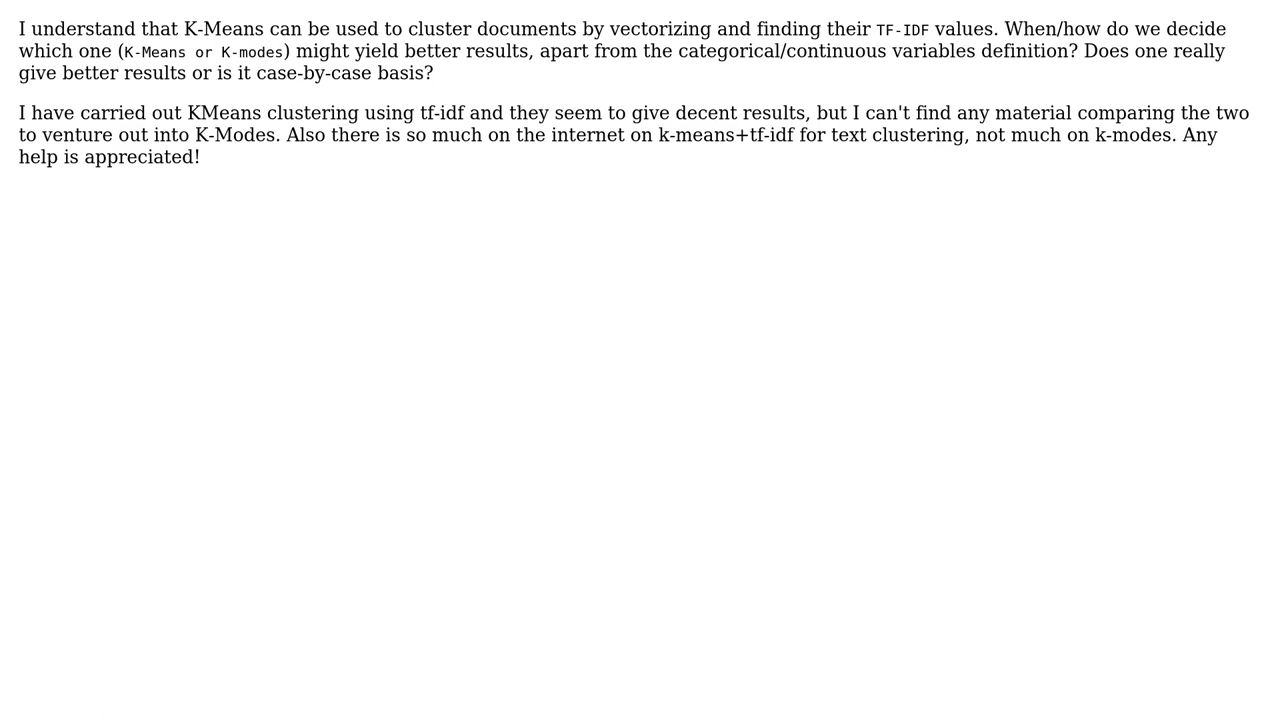 I understand that K-Means can be used to cluster documents by vectorizing and finding their TF-IDF values. When/how do we decide
which one (K-Means or K-modes) might yield better results, apart from the categorical/continuous variables definition? Does one really
give better results or is it case-by-case basis?
I have carried out KMeans clustering using tf-idf and they seem to give decent results, but I can't find any material comparing the two
to venture out into K-Modes. Also there is so much on the internet on k-means+tf-idf for text clustering, not much on k-modes. Any
help is appreciated!